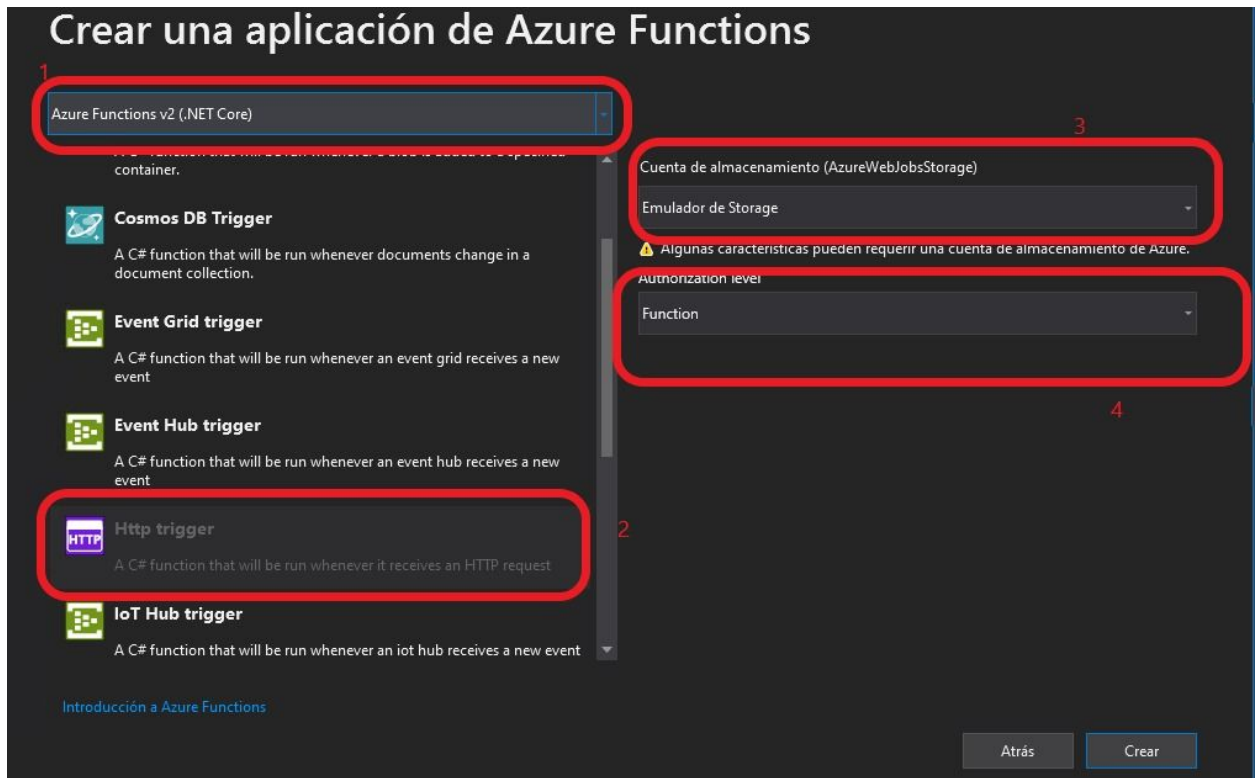 Crear una aplicación de Azure Functions
1
Azure Functions v2 (.NET Core)
container.
Cosmos DB Trigger
A C# function that will be run whenever documents change in a
document collection.
Event Grid trigger
A C# function that will be run whenever an event grid receives a new
event
Event Hub trigger
A C# function that will be run whenever an event hub receives a new
event
Http trigger
A C# function that will be run whenever it receives an HTTP request
HTTP
2
IoT Hub trigger
A C# function that will be run whenever an iot hub receives a new event
Introducción a Azure Functions
3
Cuenta de almacenamiento (AzureWebJobsStorage)
Emulador de Storage
Algunas características pueden requerir una cuenta de almacenamiento de Azure.
Authorization level
Function
4
Atrás
Crear